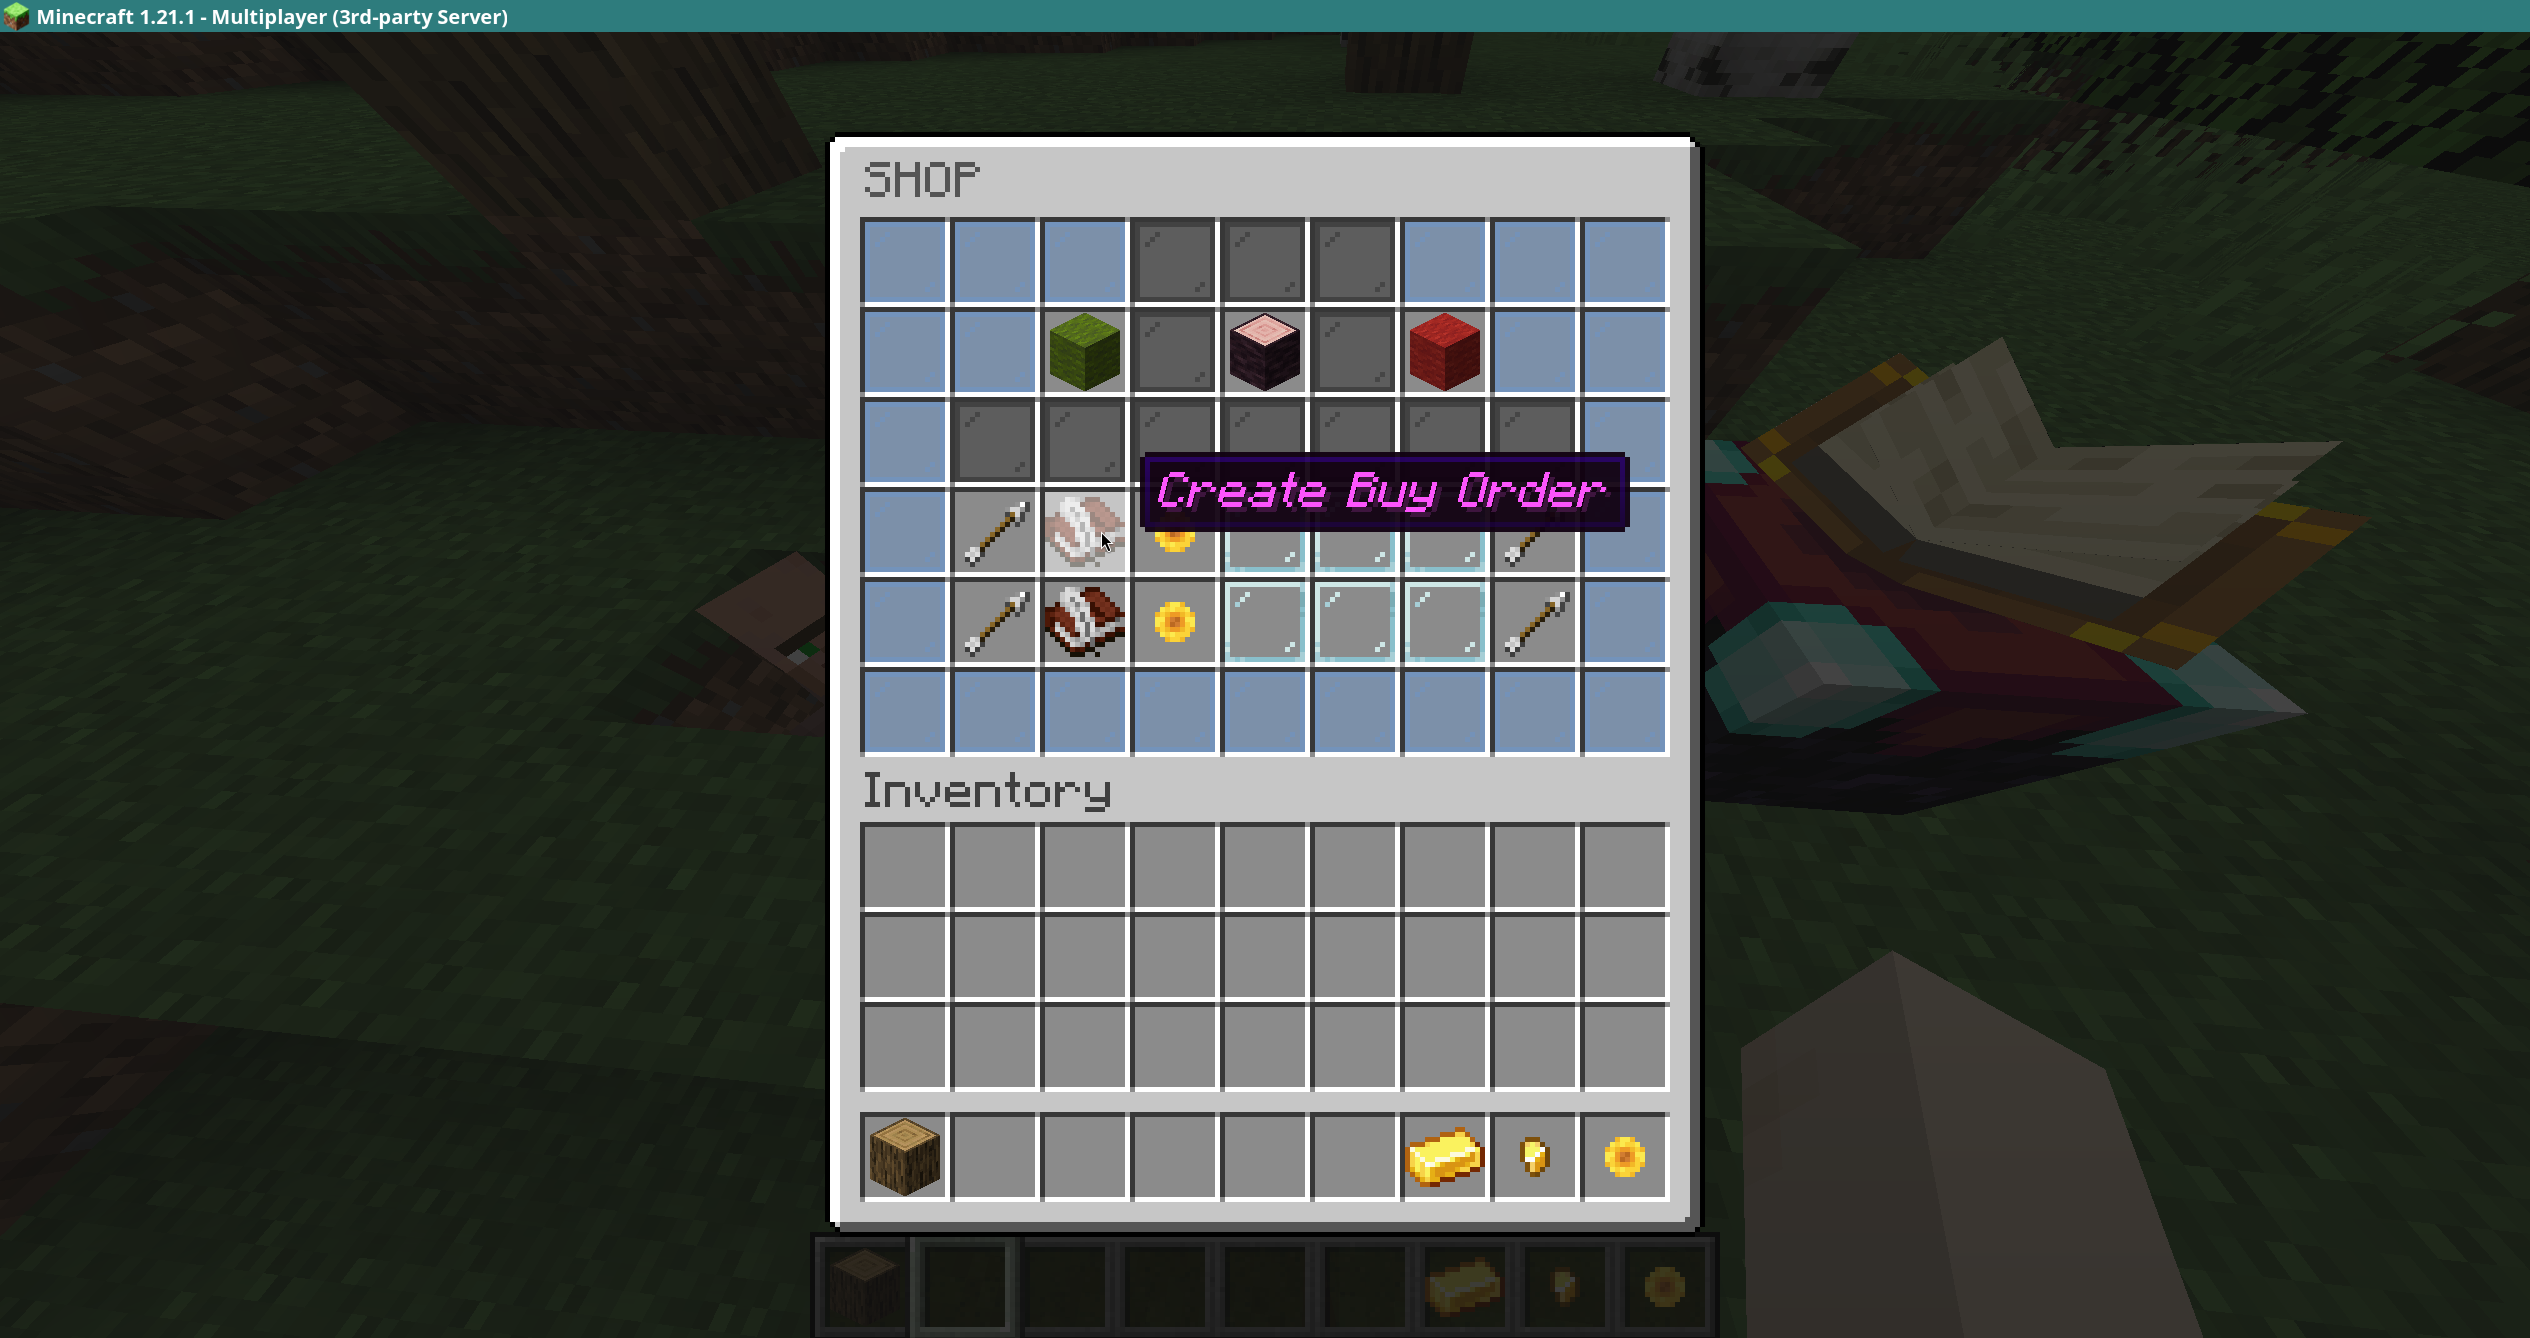 Minecraft 1.21.1 - Multiplayer (3rd-party Server)
SHOP
Create Buy Order
Inventory